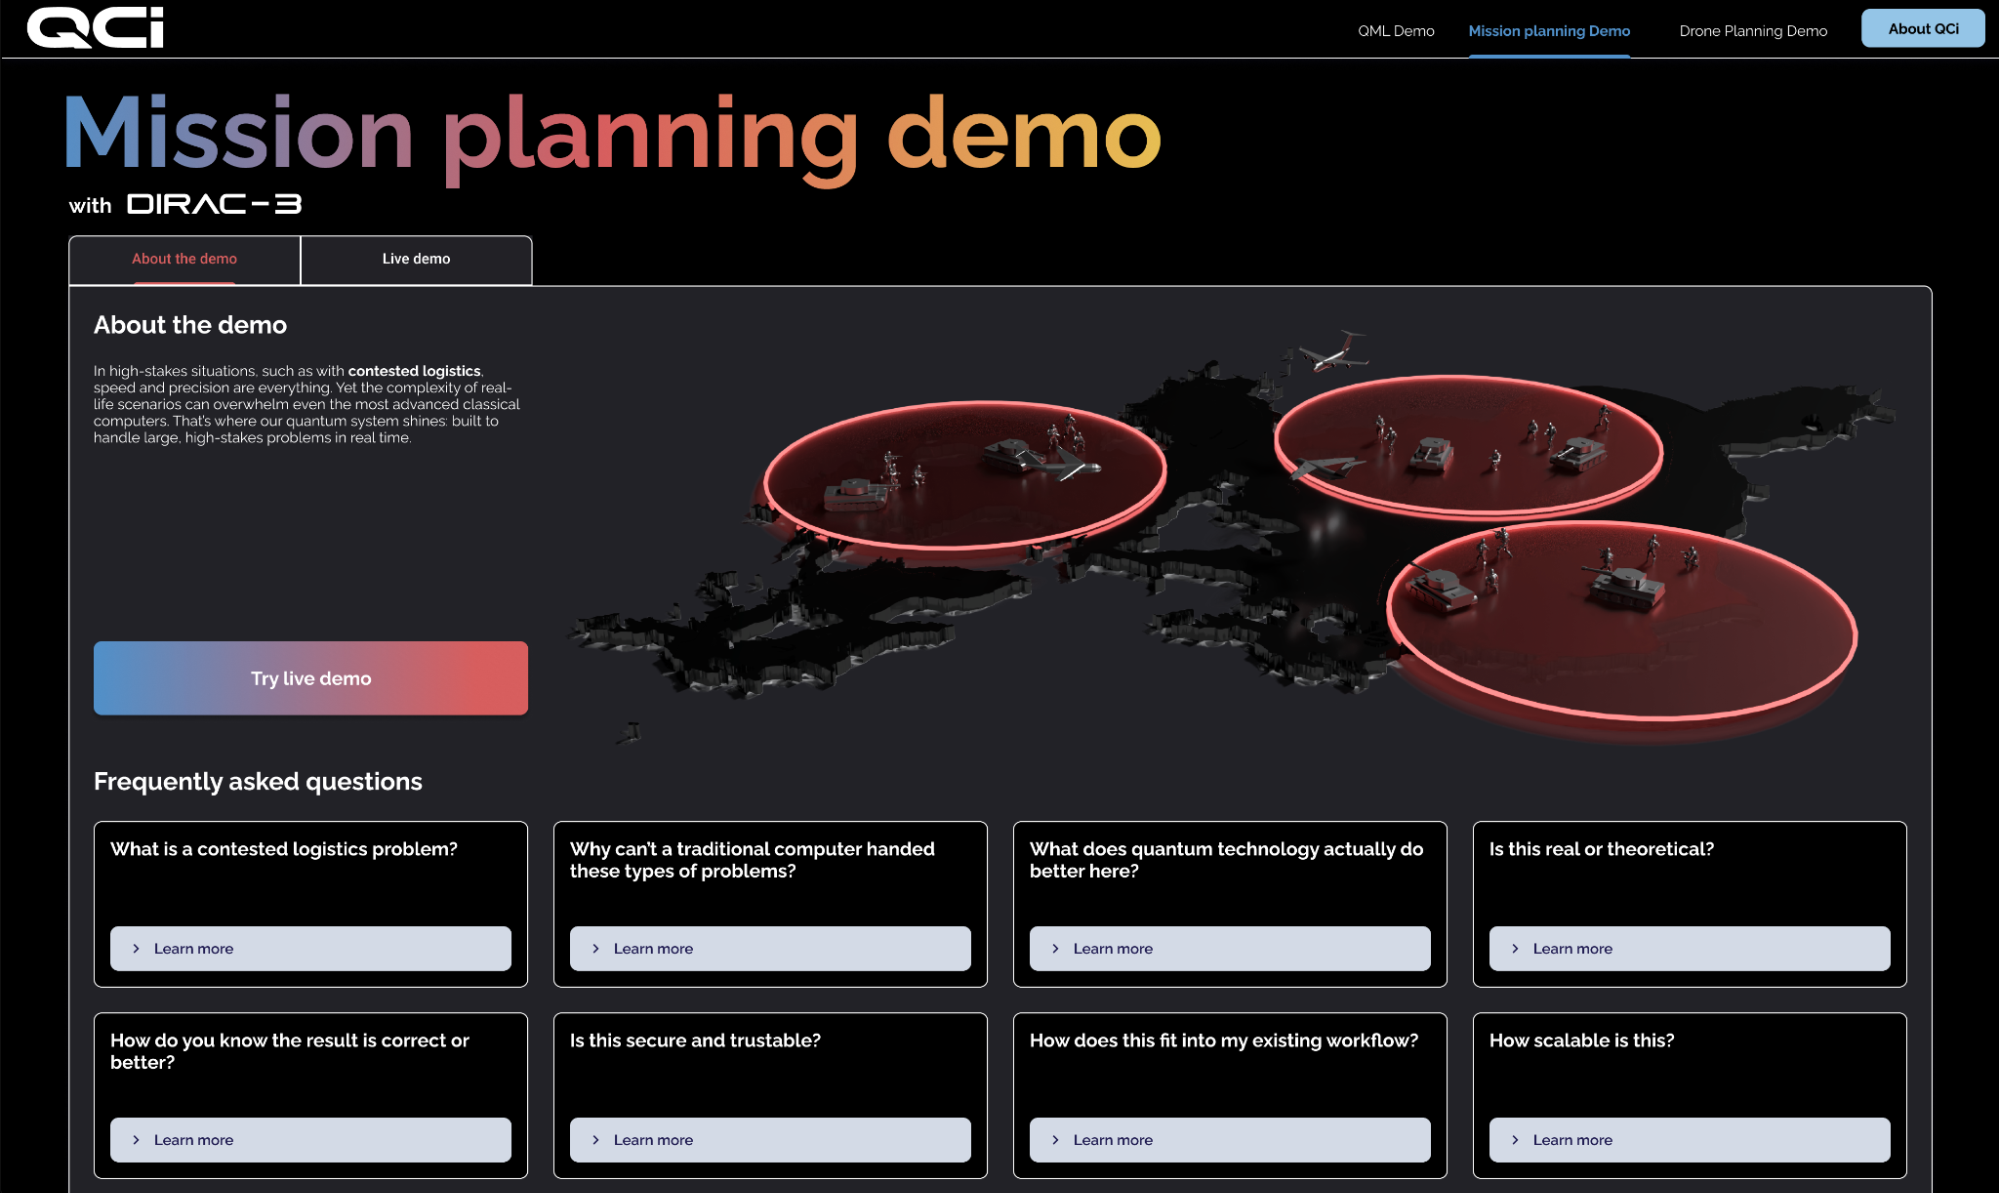 QCi
QML Demo
Mission planning Demo
Drone Planning Demo
About QCi
Mission planning demo
with DIRAC-3
About the demo
Live demo
About the demo
In high-stakes situations, such as with contested logistics,
speed and precision are everything. Yet the complexity of real-
life scenarios can overwhelm even the most advanced classical
computers. That's where our quantum system shines: built to
handle large, high-stakes problems in real time.
Try live demo
Frequently asked questions
What is a contested logistics problem?
Learn more
Why can't a traditional computer handed
these types of problems?
Learn more
What does quantum technology actually do
better here?
Learn more
Is this real or theoretical?
Learn more
How do you know the result is correct or
better?
Learn more
Is this secure and trustable?
Learn more
How does this fit into my existing workflow?
Learn more
How scalable is this?
Learn more